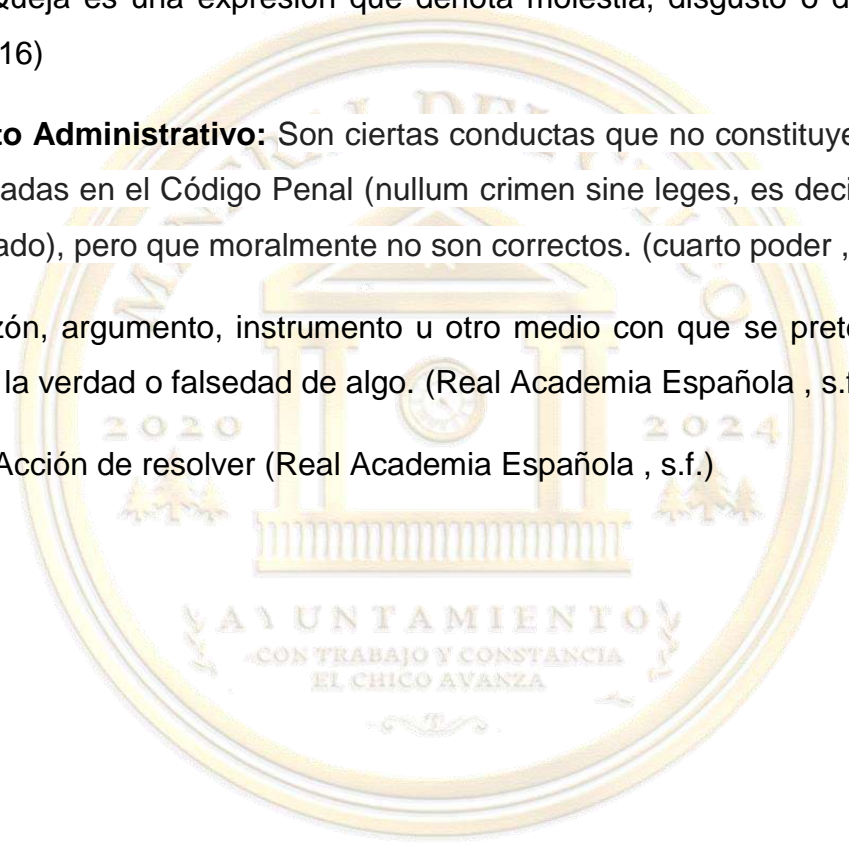 Queja es una expresión que denota molestia, disgusto o d
16)
to Administrativo: Son ciertas conductas que no constituye
adas en el Código Penal (nullum crimen sine leges, es deci
ado), pero que moralmente no son correctos. (cuarto poder ,
zón, argumento, instrumento u otro medio con que se prete
la verdad o falsedad de algo. (Real Academia Española , s.f
Acción de resolver (Real Academia Española , s.f.)
MINERAL DEL CHICO
2020 2024
AYUNTAMIENTO
CON TRABAJO Y CONSTANCIA
EL CHICO AVANZA